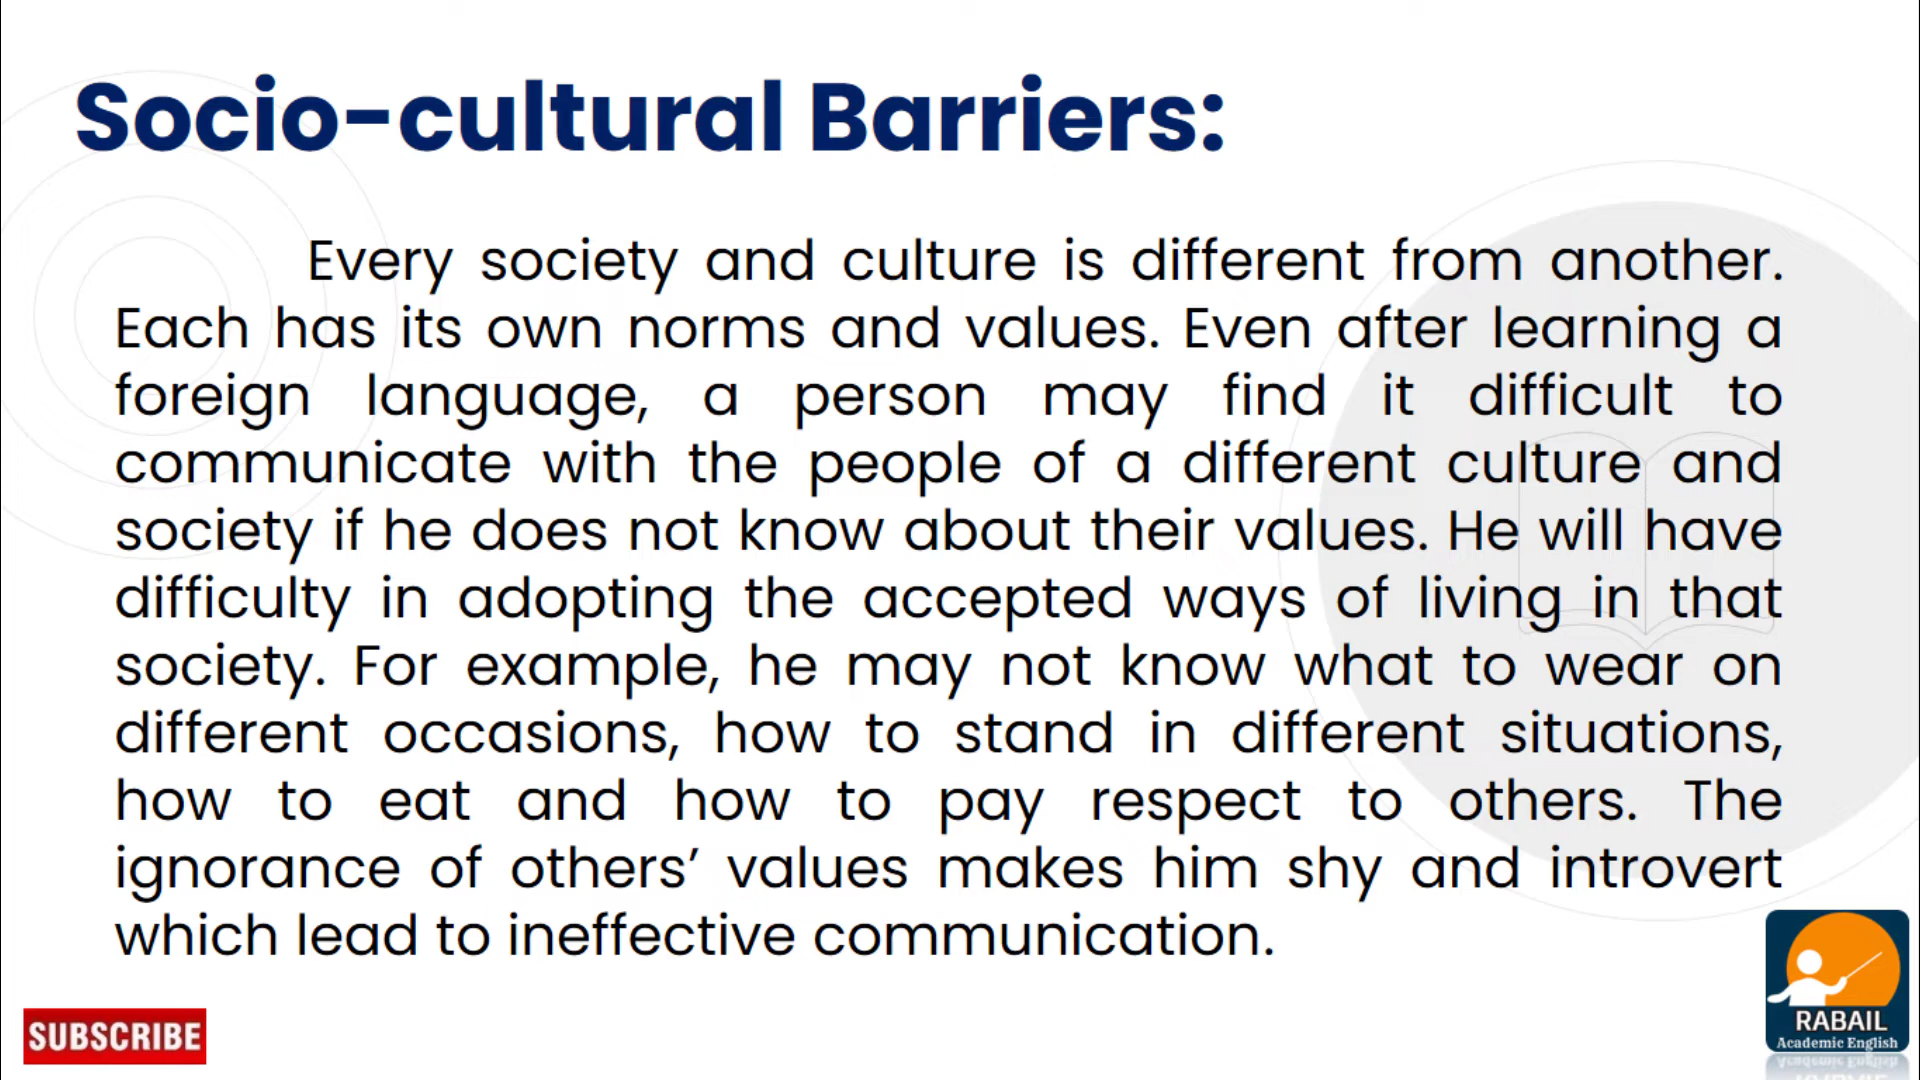 Socio-cultural Barriers:
Every society and culture is different from another.
Each has its own norms and values. Even after learning a
foreign language, a person may find it difficult to
communicate with the people of a different culture and
society if he does not know about their values. He will have
difficulty in adopting the accepted ways of living in that
society. For example, he may not know what to wear on
different occasions, how to stand in different situations,
how to eat and how to pay respect to others. The
ignorance of others’ values makes him shy and introvert
which lead to ineffective communication.
SUBSCRIBE
RABAIL
Academic English